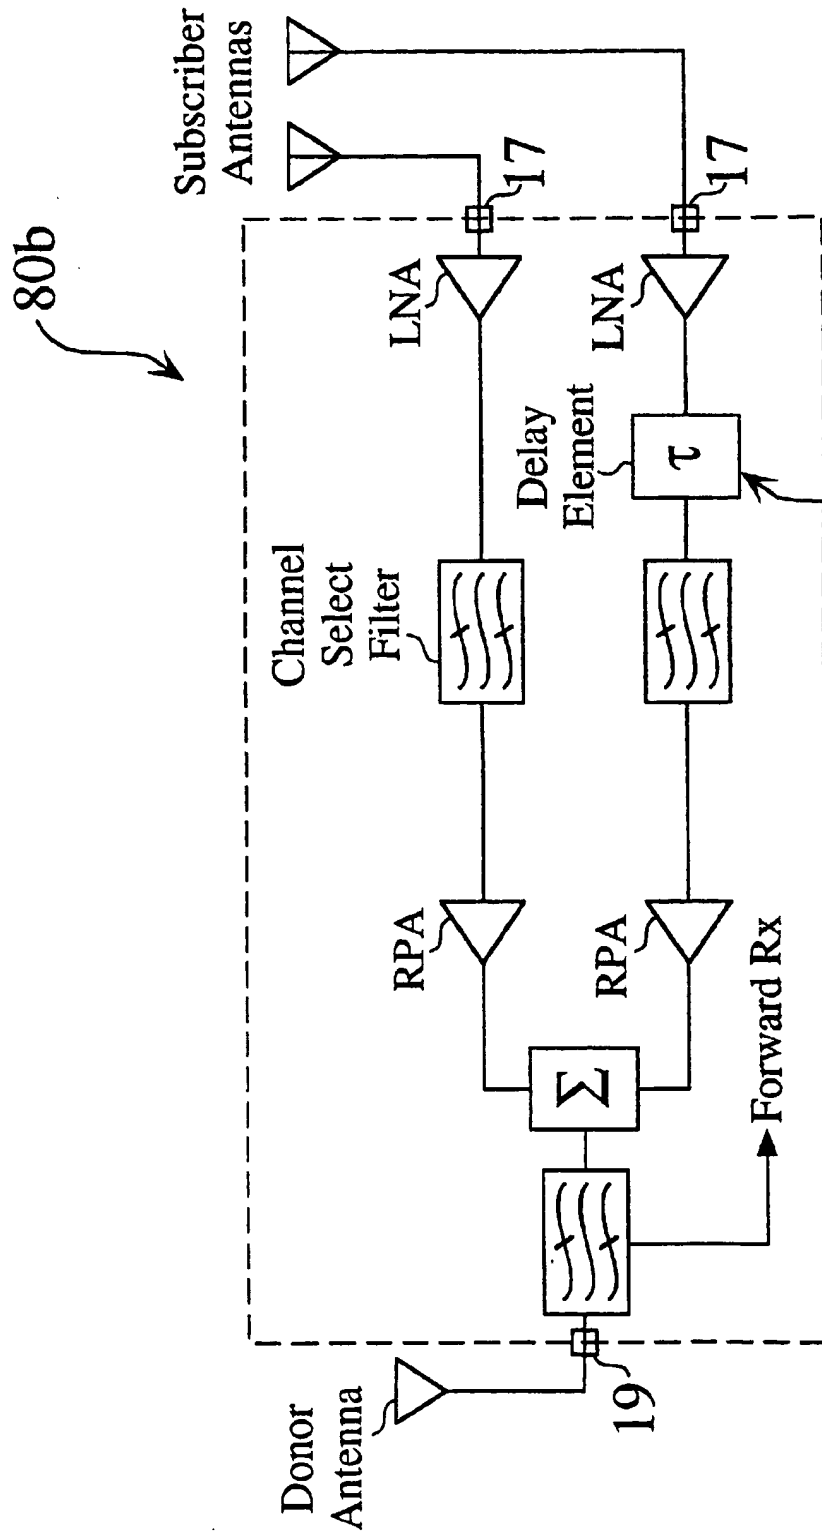 80b
Subscriber
Antennas
17
17
LNA
LNA
Delay
Element
τ
Channel
Select
Filter
RPA
RPA
Σ
Forward Rx
19
Donor
Antenna